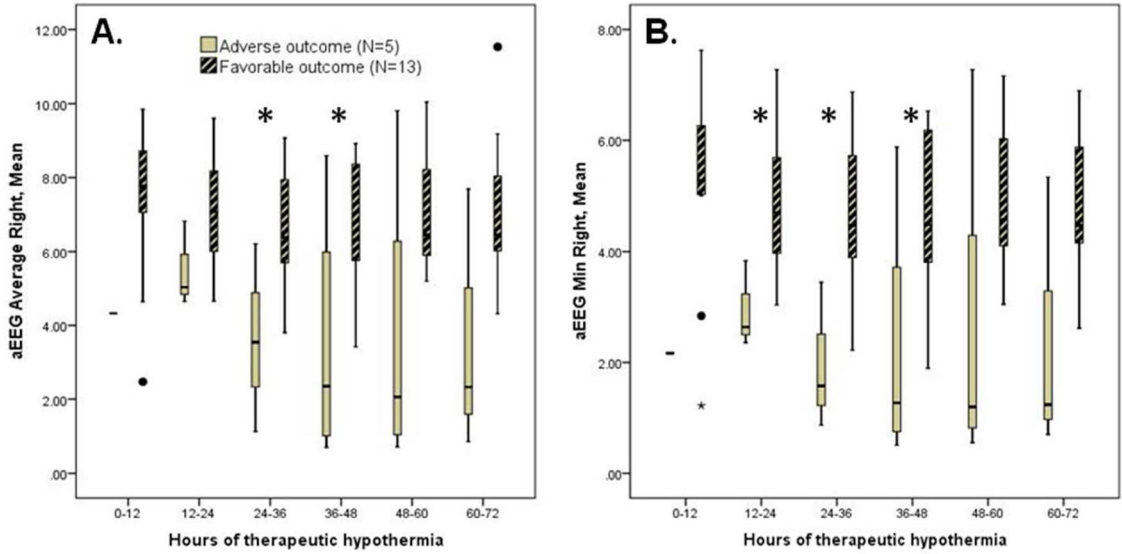 A.
Adverse outcome (N=5)
Favorable outcome (N=13)
aEEG Average Right, Mean
12.00
10.00
8.00
6.00
4.00
2.00
.00
* *
0-12 12-24 24-36 36-48 48-60 60-72
Hours of therapeutic hypothermia
B.
aEEG Min Right, Mean
8.00
6.00
4.00
2.00
.00
* * *
0-12 12-24 24-36 36-48 48-60 60-72
Hours of therapeutic hypothermia